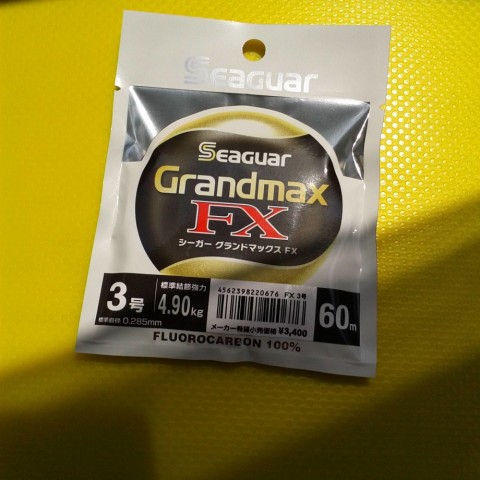 SEAGUAR
SEAGUAR
Grandmax
FX
シーガー グランドマックス FX
3号
標準直径 0.285mm
標準結節強力
4.90kg
4562398220676 FX 3号
メーカー希望小売価格 ¥3,400
60m
FLUOROCARBON 100%